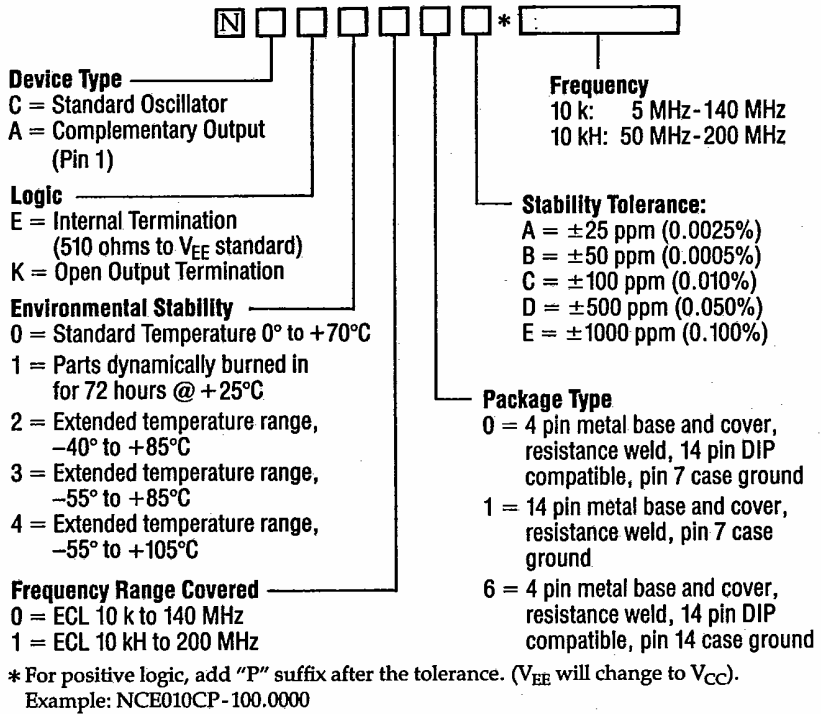 N *
Device Type
C = Standard Oscillator
A = Complementary Output
(Pin 1)
Logic
E = Internal Termination
(510 ohms to VEE standard)
K = Open Output Termination
Environmental Stability
0 = Standard Temperature 0° to +70°C
1 = Parts dynamically burned in
for 72 hours @ +25°C
2 = Extended temperature range,
–40° to +85°C
3 = Extended temperature range,
–55° to +85°C
4 = Extended temperature range,
–55° to +105°C
Frequency Range Covered
0 = ECL 10 k to 140 MHz
1 = ECL 10 kH to 200 MHz
Frequency
10 k: 5 MHz-140 MHz
10 kH: 50 MHz-200 MHz
Stability Tolerance:
A = ±25 ppm (0.0025%)
B = ±50 ppm (0.0005%)
C = ±100 ppm (0.010%)
D = ±500 ppm (0.050%)
E = ±1000 ppm (0.100%)
Package Type
0 = 4 pin metal base and cover,
resistance weld, 14 pin DIP
compatible, pin 7 case ground
1 = 14 pin metal base and cover,
resistance weld, pin 7 case
ground
6 = 4 pin metal base and cover,
resistance weld, 14 pin DIP
compatible, pin 14 case ground
* For positive logic, add "P" suffix after the tolerance. (VEE will change to VCC).
Example: NCE010CP-100.0000